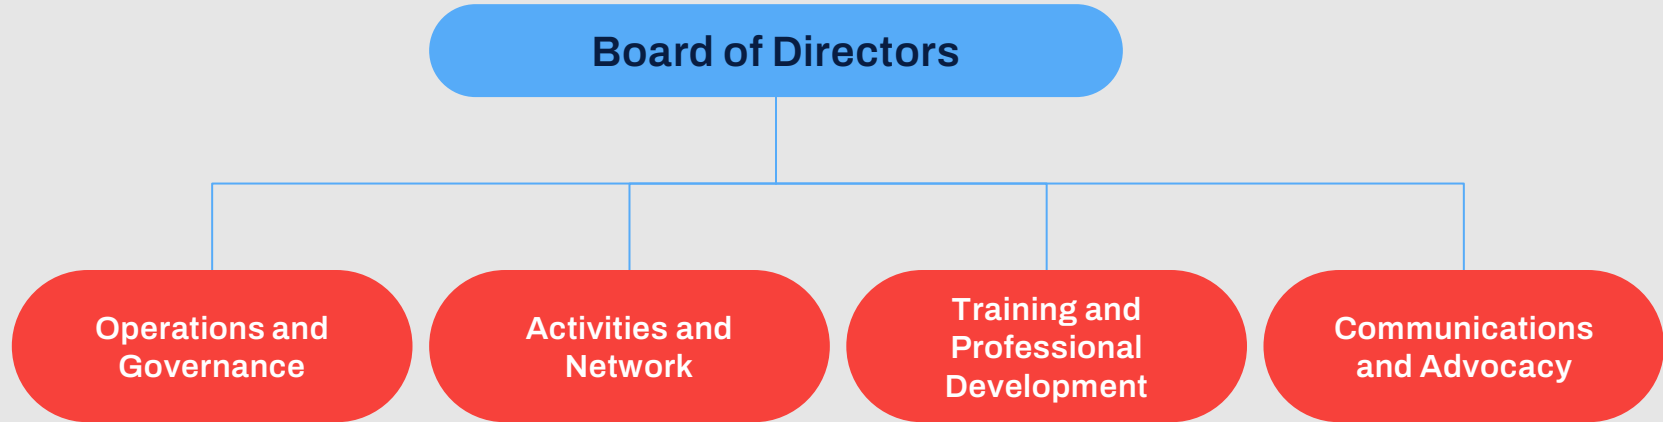 Board of Directors
Operations and
Governance
Activities and
Network
Training and
Professional
Development
Communications
and Advocacy